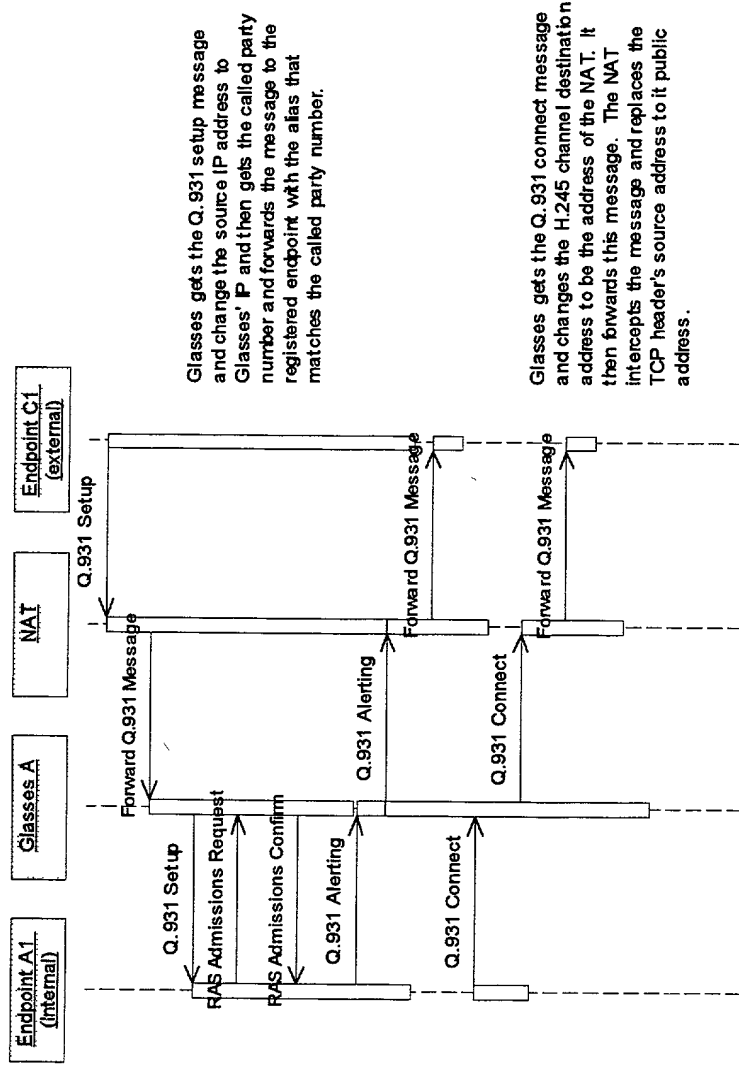 Endpoint A1
(internal)
Glasses A
NAT
Endpoint C1
(external)
Q.931 Setup
Forward Q.931 Message
Q.931 Setup
RAS Admissions Request
RAS Admissions Confirm
Q.931 Alerting
Q.931 Alerting
Forward Q.931 Message
Q.931 Connect
Q.931 Connect
Forward Q.931 Message
Glasses gets the Q.931 setup message
and change the source IP address to
Glasses' IP and then gets the called party
number and forwards the message to the
registered endpoint with the alias that
matches the called party number.
Glasses gets the Q.931 connect message
and changes the H.245 channel destination
address to be the address of the NAT. It
then forwards this message. The NAT
intercepts the message and replaces the
TCP header's source address to it public
address.